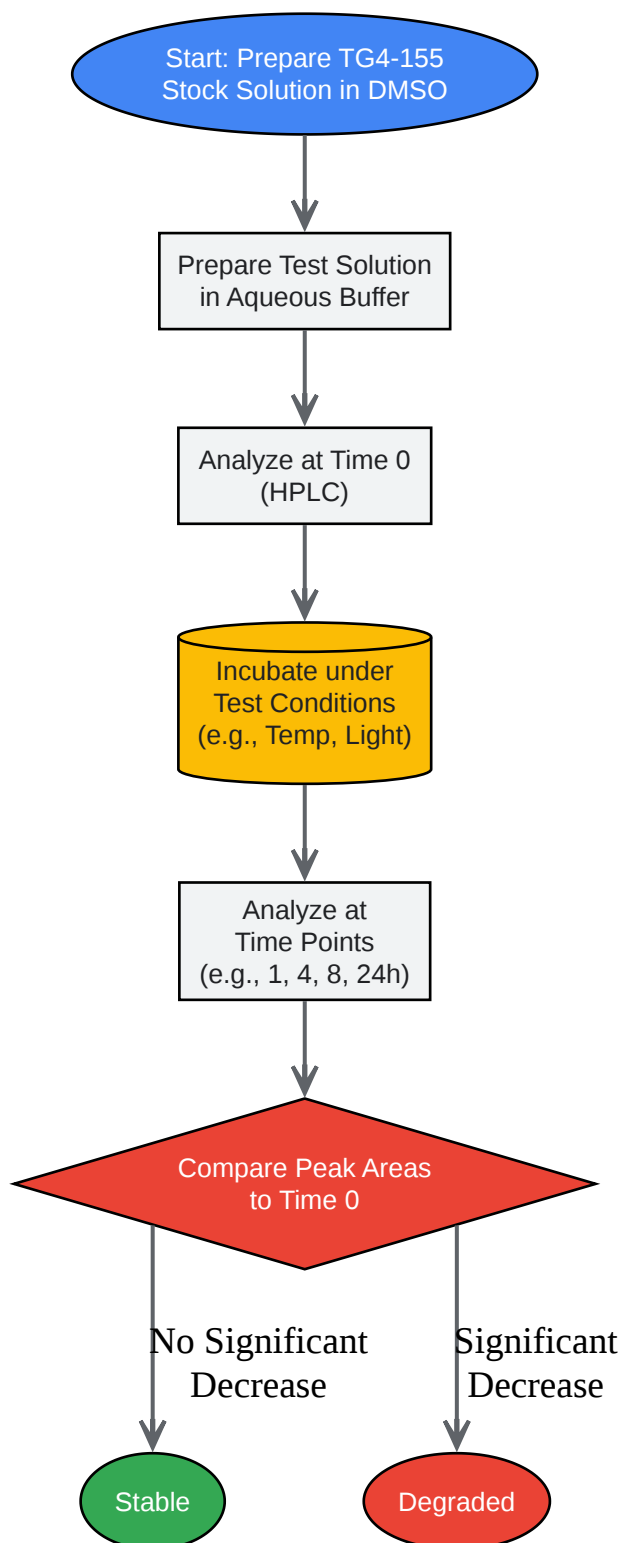 Start: Prepare TG4-155
Stock Solution in DMSO
Prepare Test Solution
in Aqueous Buffer
Analyze at Time 0
(HPLC)
Incubate under
Test Conditions
(e.g., Temp, Light)
Analyze at
Time Points
(e.g., 1, 4, 8, 24h)
Compare Peak Areas
to Time 0
No Significant
Decrease
Significant
Decrease
Stable
Degraded